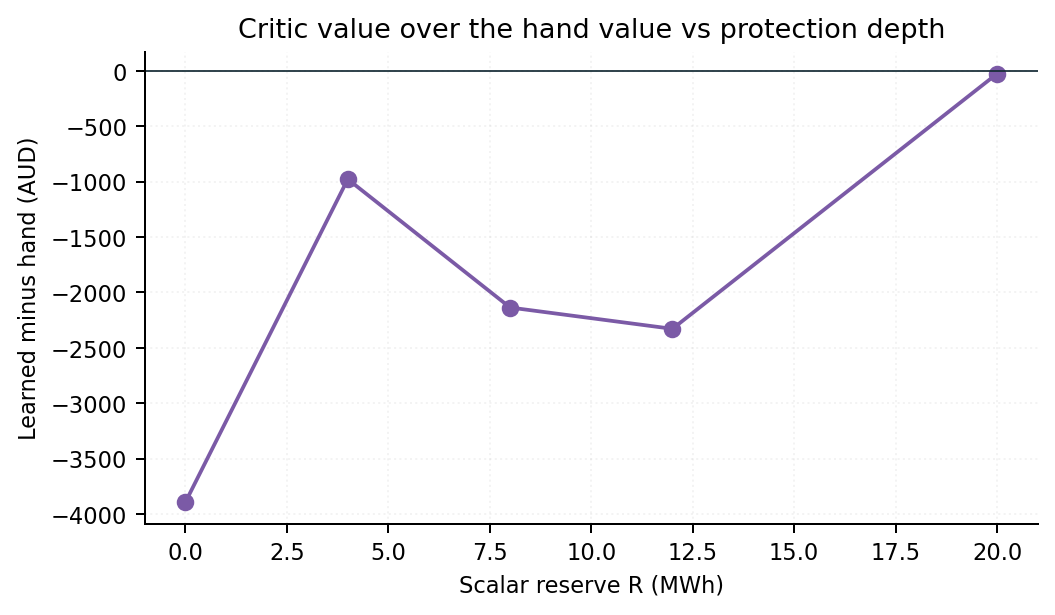 Critic value over the hand value vs protection depth
Learned minus hand (AUD)
0
−500
−1000
−1500
−2000
−2500
−3000
−3500
−4000
0.0 2.5 5.0 7.5 10.0 12.5 15.0 17.5 20.0
Scalar reserve R (MWh)